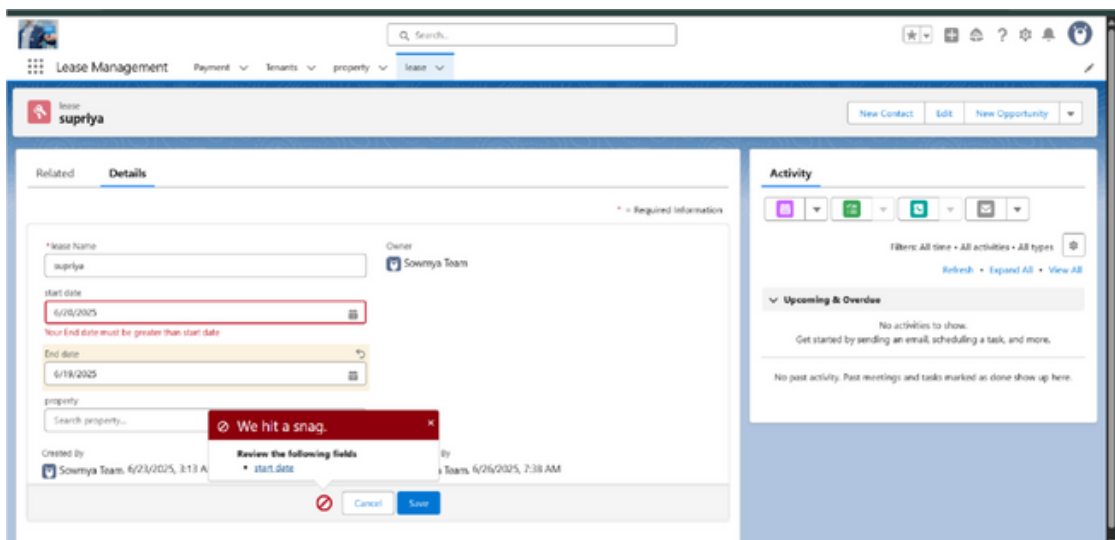 Search...
Lease Management Payment Tenants property lease
lease
supriya
New Contact Edit New Opportunity
Related Details
* = Required Information
*lease Name
supriya
Owner
Sowmya Team
start date
6/20/2025
Your End date must be greater than start date
End date
6/19/2025
property
Search property...
We hit a snag.
Review the following fields
• start date
Created By
Sowmya Team, 6/23/2025, 3:13 A
By
Team, 6/26/2025, 7:38 AM
Cancel Save
Activity
Filters: All time • All activities • All types
Refresh • Expand All • View All
Upcoming & Overdue
No activities to show.
Get started by sending an email, scheduling a task, and more.
No past activity. Past meetings and tasks marked as done show up here.